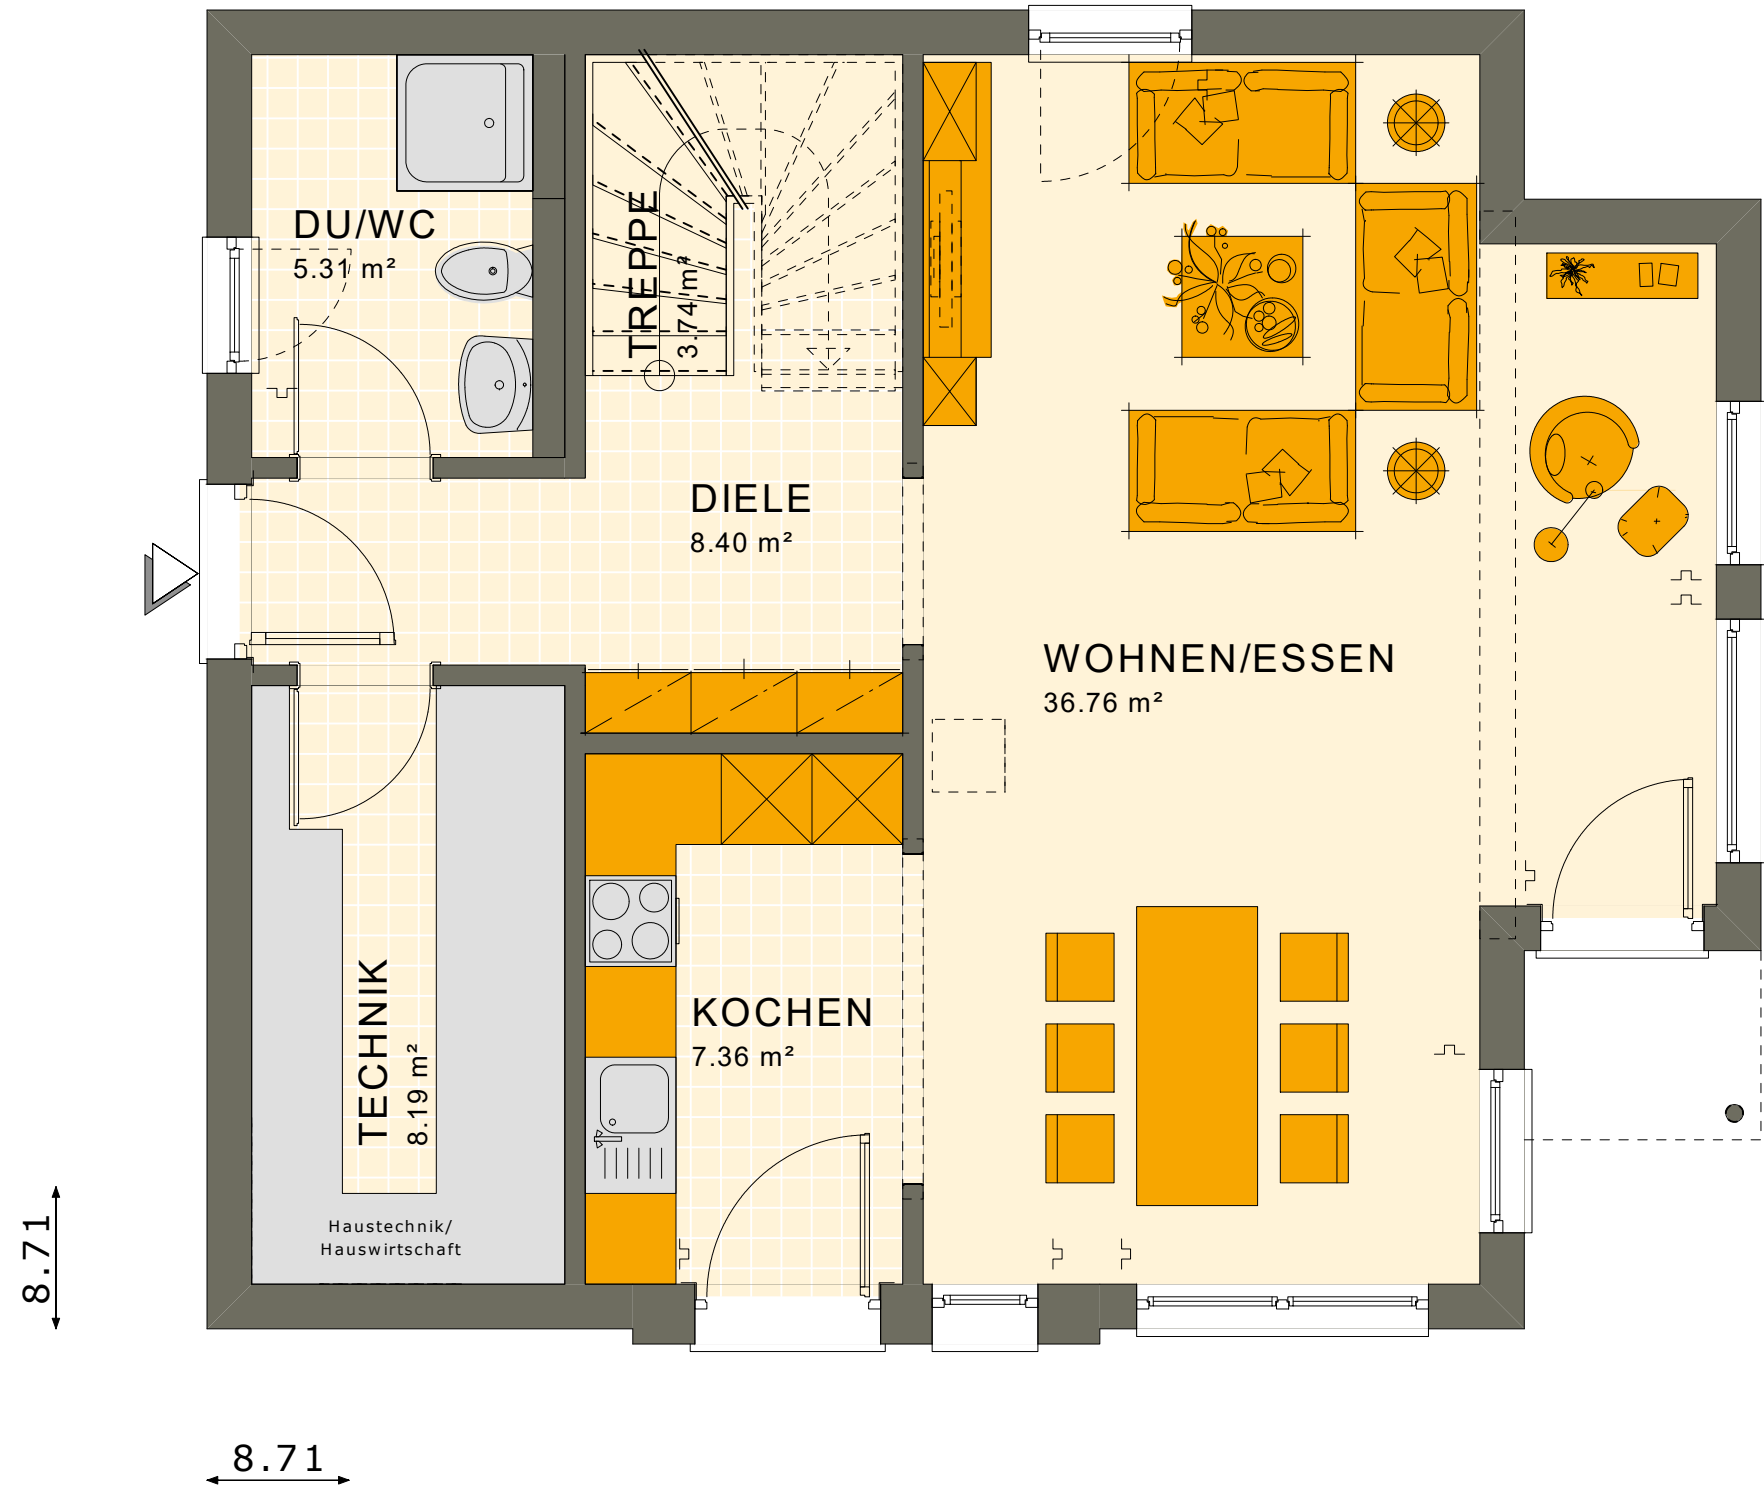 DU/WC
5.31 m²
TREPPE
3.74 m²
DIELE
8.40 m²
WOHNEN/ESSEN
36.76 m²
KOCHEN
7.36 m²
TECHNIK
8.19 m²
Haustechnik/
Hauswirtschaft
8.71
8.71